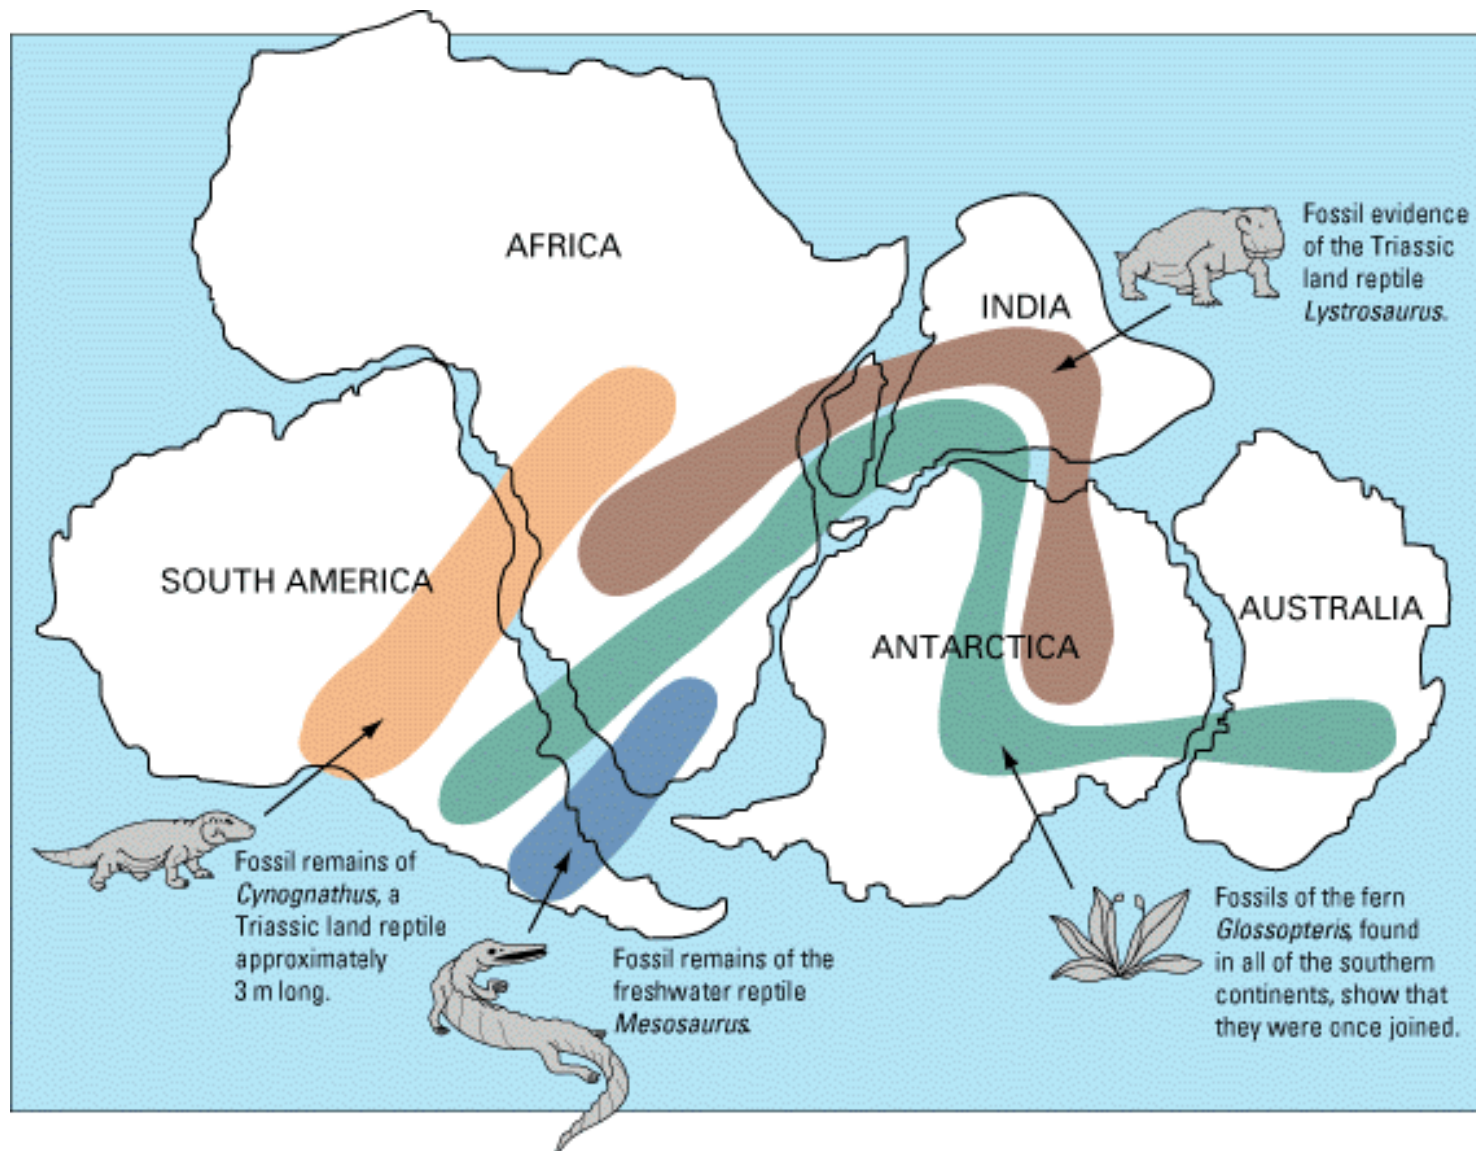 AFRICA
INDIA
Fossil evidence
of the Triassic
land reptile
Lystrosaurus.
SOUTH AMERICA
ANTARCTICA
AUSTRALIA
Fossil remains of
Cynognathus, a
Triassic land reptile
approximately
3 m long.
Fossil remains of the
freshwater reptile
Mesosaurus.
Fossils of the fern
Glossopteris, found
in all of the southern
continents, show that
they were once joined.